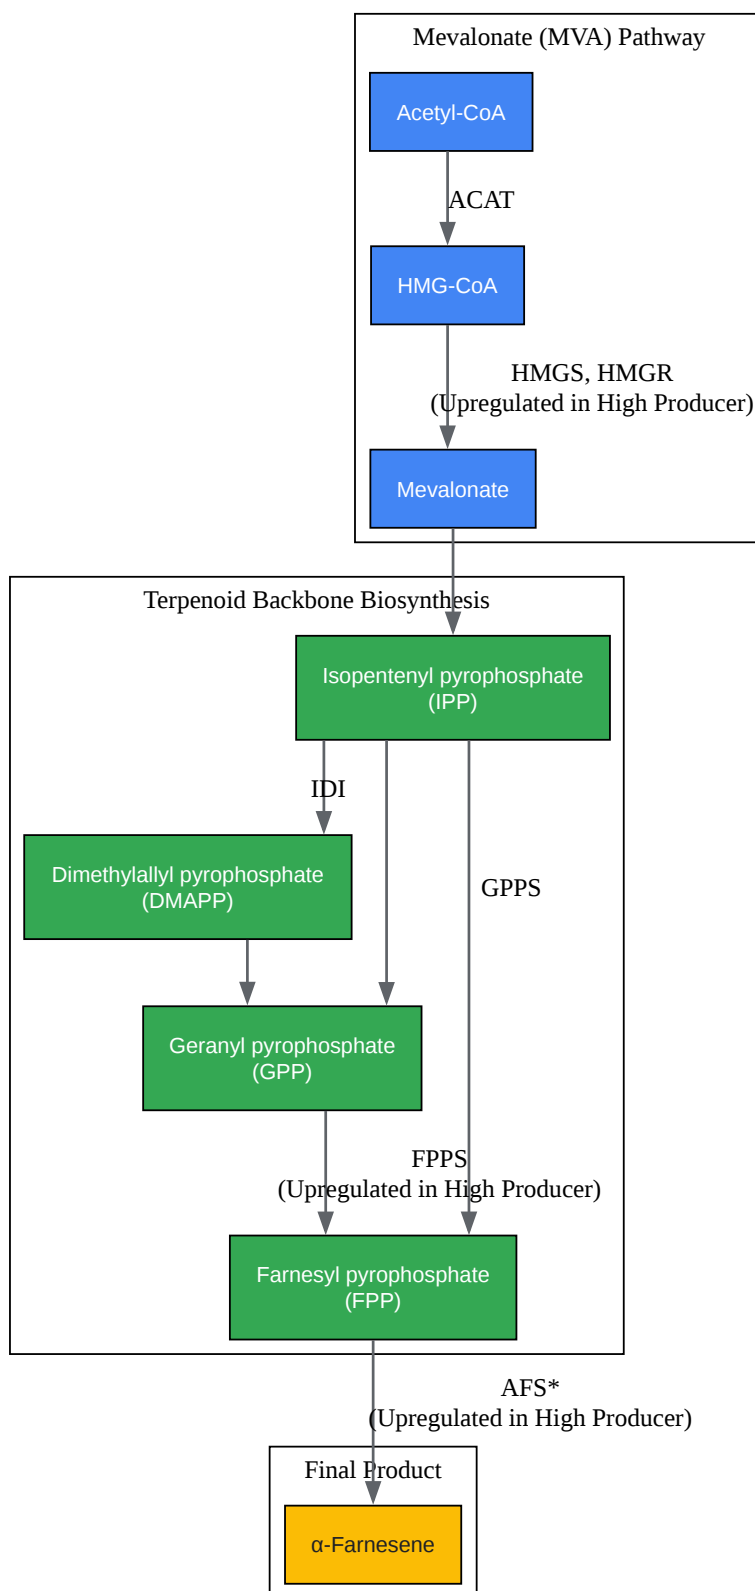 Mevalonate (MVA) Pathway
Acetyl-CoA
ACAT
HMG-CoA
HMGS, HMGR
(Upregulated in High Producer)
Mevalonate
Terpenoid Backbone Biosynthesis
Isopentenyl pyrophosphate
(IPP)
IDI
Dimethylallyl pyrophosphate
(DMAPP)
GPPS
Geranyl pyrophosphate
(GPP)
FPPS
(Upregulated in High Producer)
Farnesyl pyrophosphate
(FPP)
AFS*
(Upregulated in High Producer)
Final Product
α-Farnesene